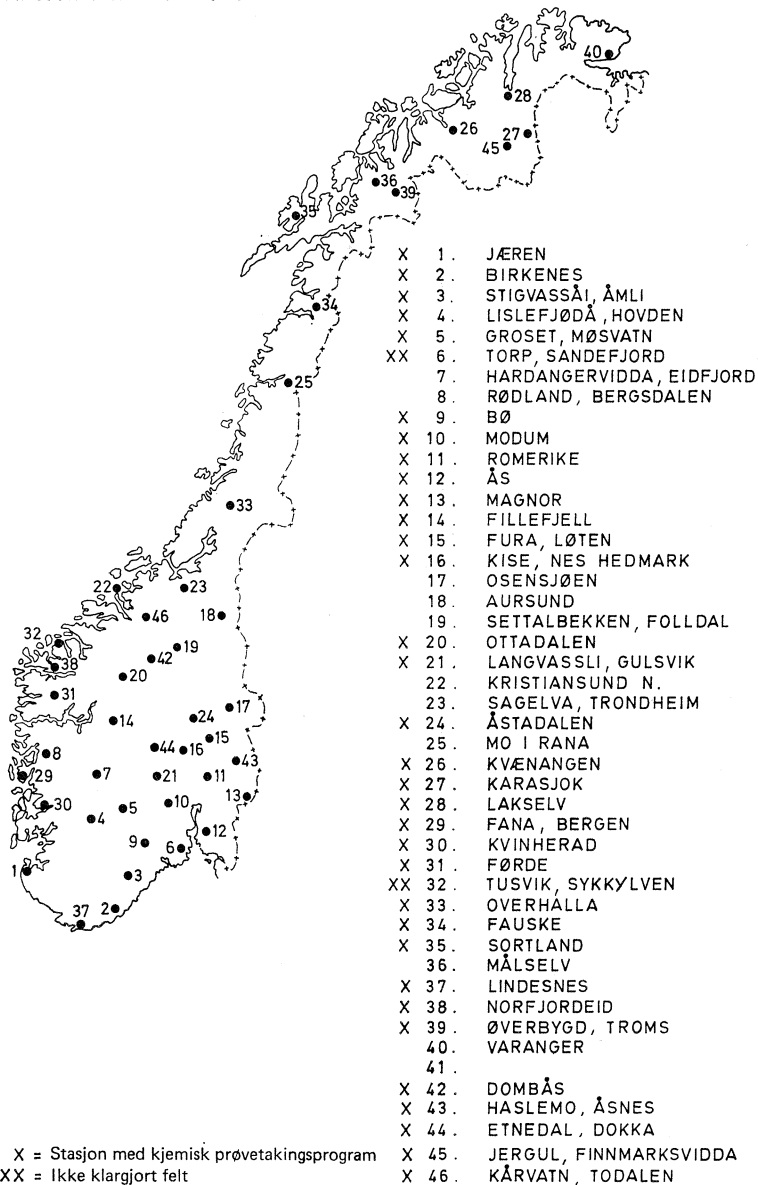 40
28
26
27
45
36
39
35
34
25
33
22
23
46
18
32
19
42
38
20
31
17
14
24
15
44
16
8
43
29
7
21
11
13
30
10
5
4
12
9
6
1
3
2
37
X 1. JÆREN
X 2. BIRKENES
X 3. STIGVASSÅI, ÅMLI
X 4. LISLEFJØDÅ, HOVDEN
X 5. GROSET, MØSVATN
XX 6. TORP, SANDEFJORD
7. HARDANGERVIDDA, EIDFJORD
8. RØDLAND, BERGSDALEN
X 9. BØ
X 10. MODUM
X 11. ROMERIKE
X 12. ÅS
X 13. MAGNOR
X 14. FILLEFJELL
X 15. FURA, LØTEN
X 16. KISE, NES HEDMARK
17. OSENSJØEN
18. AURSUND
19. SETTALBEKKEN, FOLLDAL
X 20. OTTADALEN
X 21. LANGVASSLI, GULSVIK
22. KRISTIANSUND N.
23. SAGELVA, TRONDHEIM
X 24. ÅSTADALEN
25. MO I RANA
X 26. KVÆNANGEN
X 27. KARASJOK
X 28. LAKSELV
X 29. FANA, BERGEN
X 30. KVINHERAD
X 31. FØRDE
XX 32. TUSVIK, SYKKYLVEN
X 33. OVERHALLA
X 34. FAUSKE
X 35. SORTLAND
36. MÅLSELV
X 37. LINDESNES
X 38. NORFJORDEID
X 39. ØVERBYGD, TROMS
40. VARANGER
41.
X 42. DOMBÅS
X 43. HASLEMO, ÅSNES
X 44. ETNEDAL, DOKKA
X 45. JERGUL, FINNMARKSVIDDA
X 46. KÅRVATN, TODALEN
X = Stasjon med kjemisk prøvetakingsprogram
XX = Ikke klargjort felt